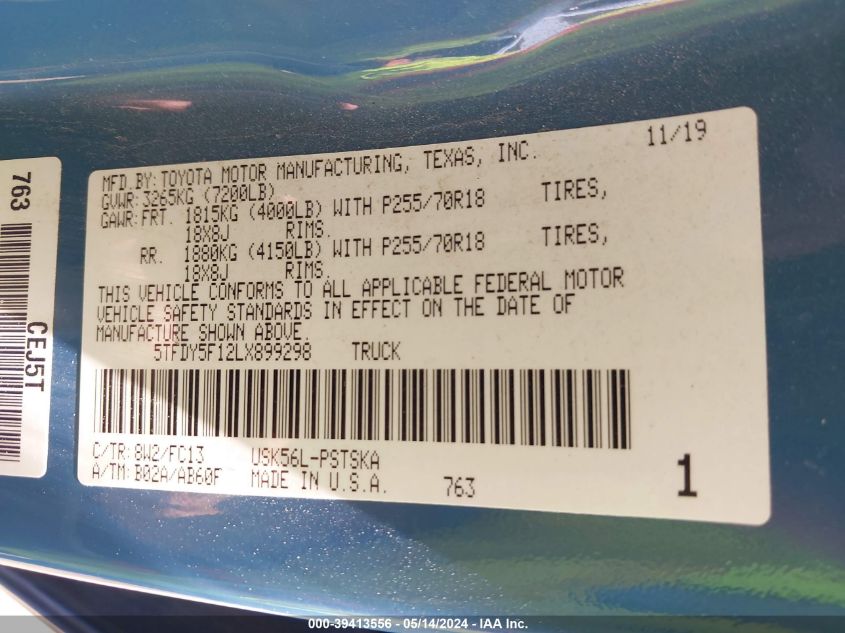 763
CEJ5T
11/19
MFD.BY:TOYOTA MOTOR MANUFACTURING, TEXAS, INC.
GVWR:3265KG (7200LB)
GAWR:FRT. 1815KG (4000LB) WITH P255/70R18 TIRES,
18X8J RIMS.
RR. 1880KG (4150LB) WITH P255/70R18 TIRES,
18X8J RIMS.
THIS VEHICLE CONFORMS TO ALL APPLICABLE FEDERAL MOTOR
VEHICLE SAFETY STANDARDS IN EFFECT ON THE DATE OF
MANUFACTURE SHOWN ABOVE.
5TFDY5F12LX899298 TRUCK
C/TR:8W2/FC13 USK56L-PSTSKA
A/TM:B02A/AB60F MADE IN U.S.A. 763
1
000-39413556 - 05/14/2024 - IAA, Inc.